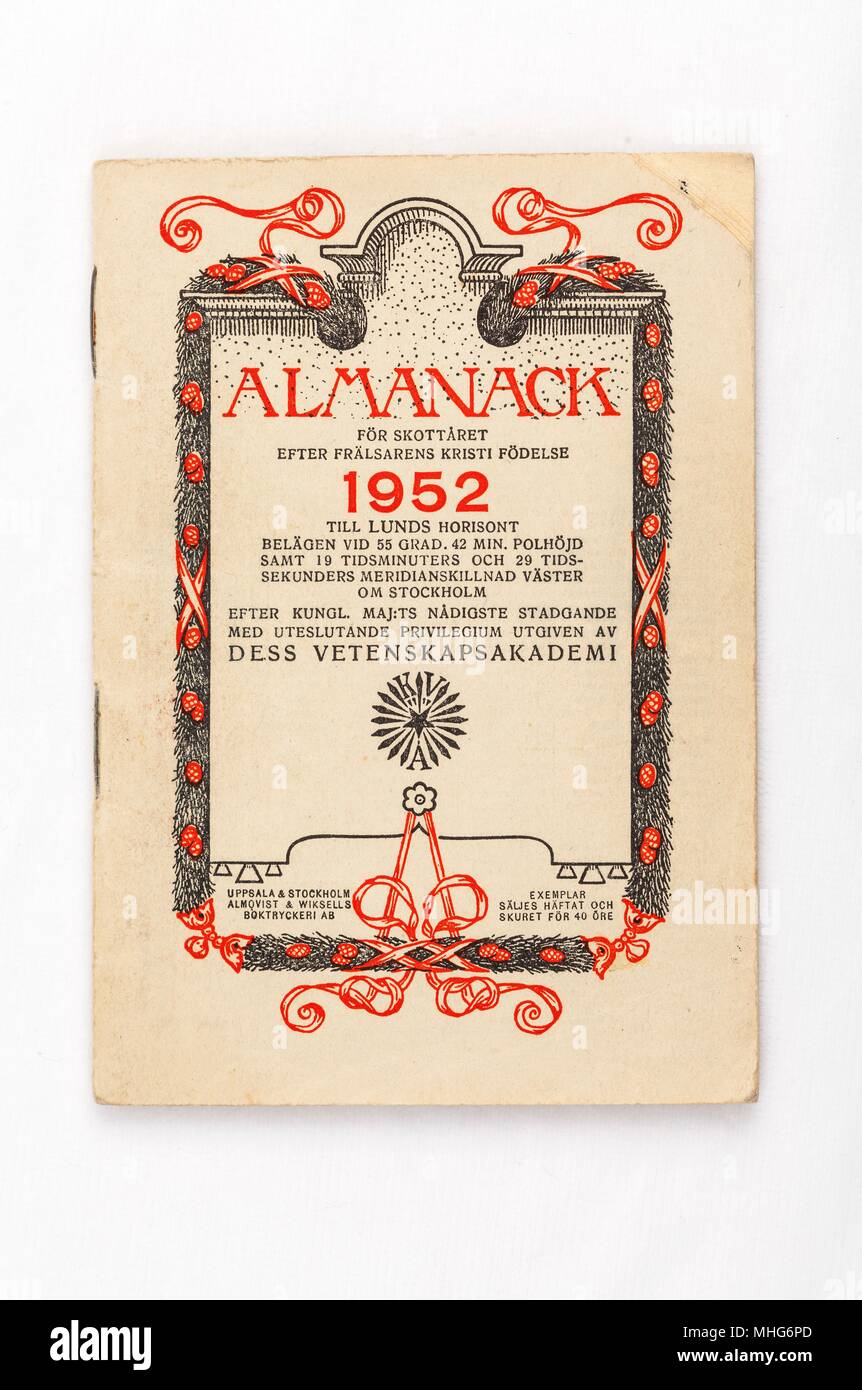 ALMANACK
FÖR SKOTTÅRET
EFTER FRÄLSARENS KRISTI FÖDELSE
1952
TILL LUNDS HORISONT
BELÄGEN VID 55 GRAD. 42 MIN. POLHÖJD
SAMT 19 TIDSMINUTERS OCH 29 TIDS-
SEKUNDERS MERIDIANSKILLNAD VÄSTER
OM STOCKHOLM
EFTER KUNGL. MAJ:TS NÅDIGSTE STADGANDE
MED UTESLUTANDE PRIVILEGIUM UTGIVEN AV
DESS VETENSKAPSAKADEMI
K V
A
UPPSALA & STOCKHOLM
ALMQVIST & WIKSELLS
BOKTRYCKERI AB
EXEMPLAR
SÄLJES HÄFTAT OCH
SKURET FÖR 40 ÖRE
alamy
Image ID: MHG6PD
www.alamy.com